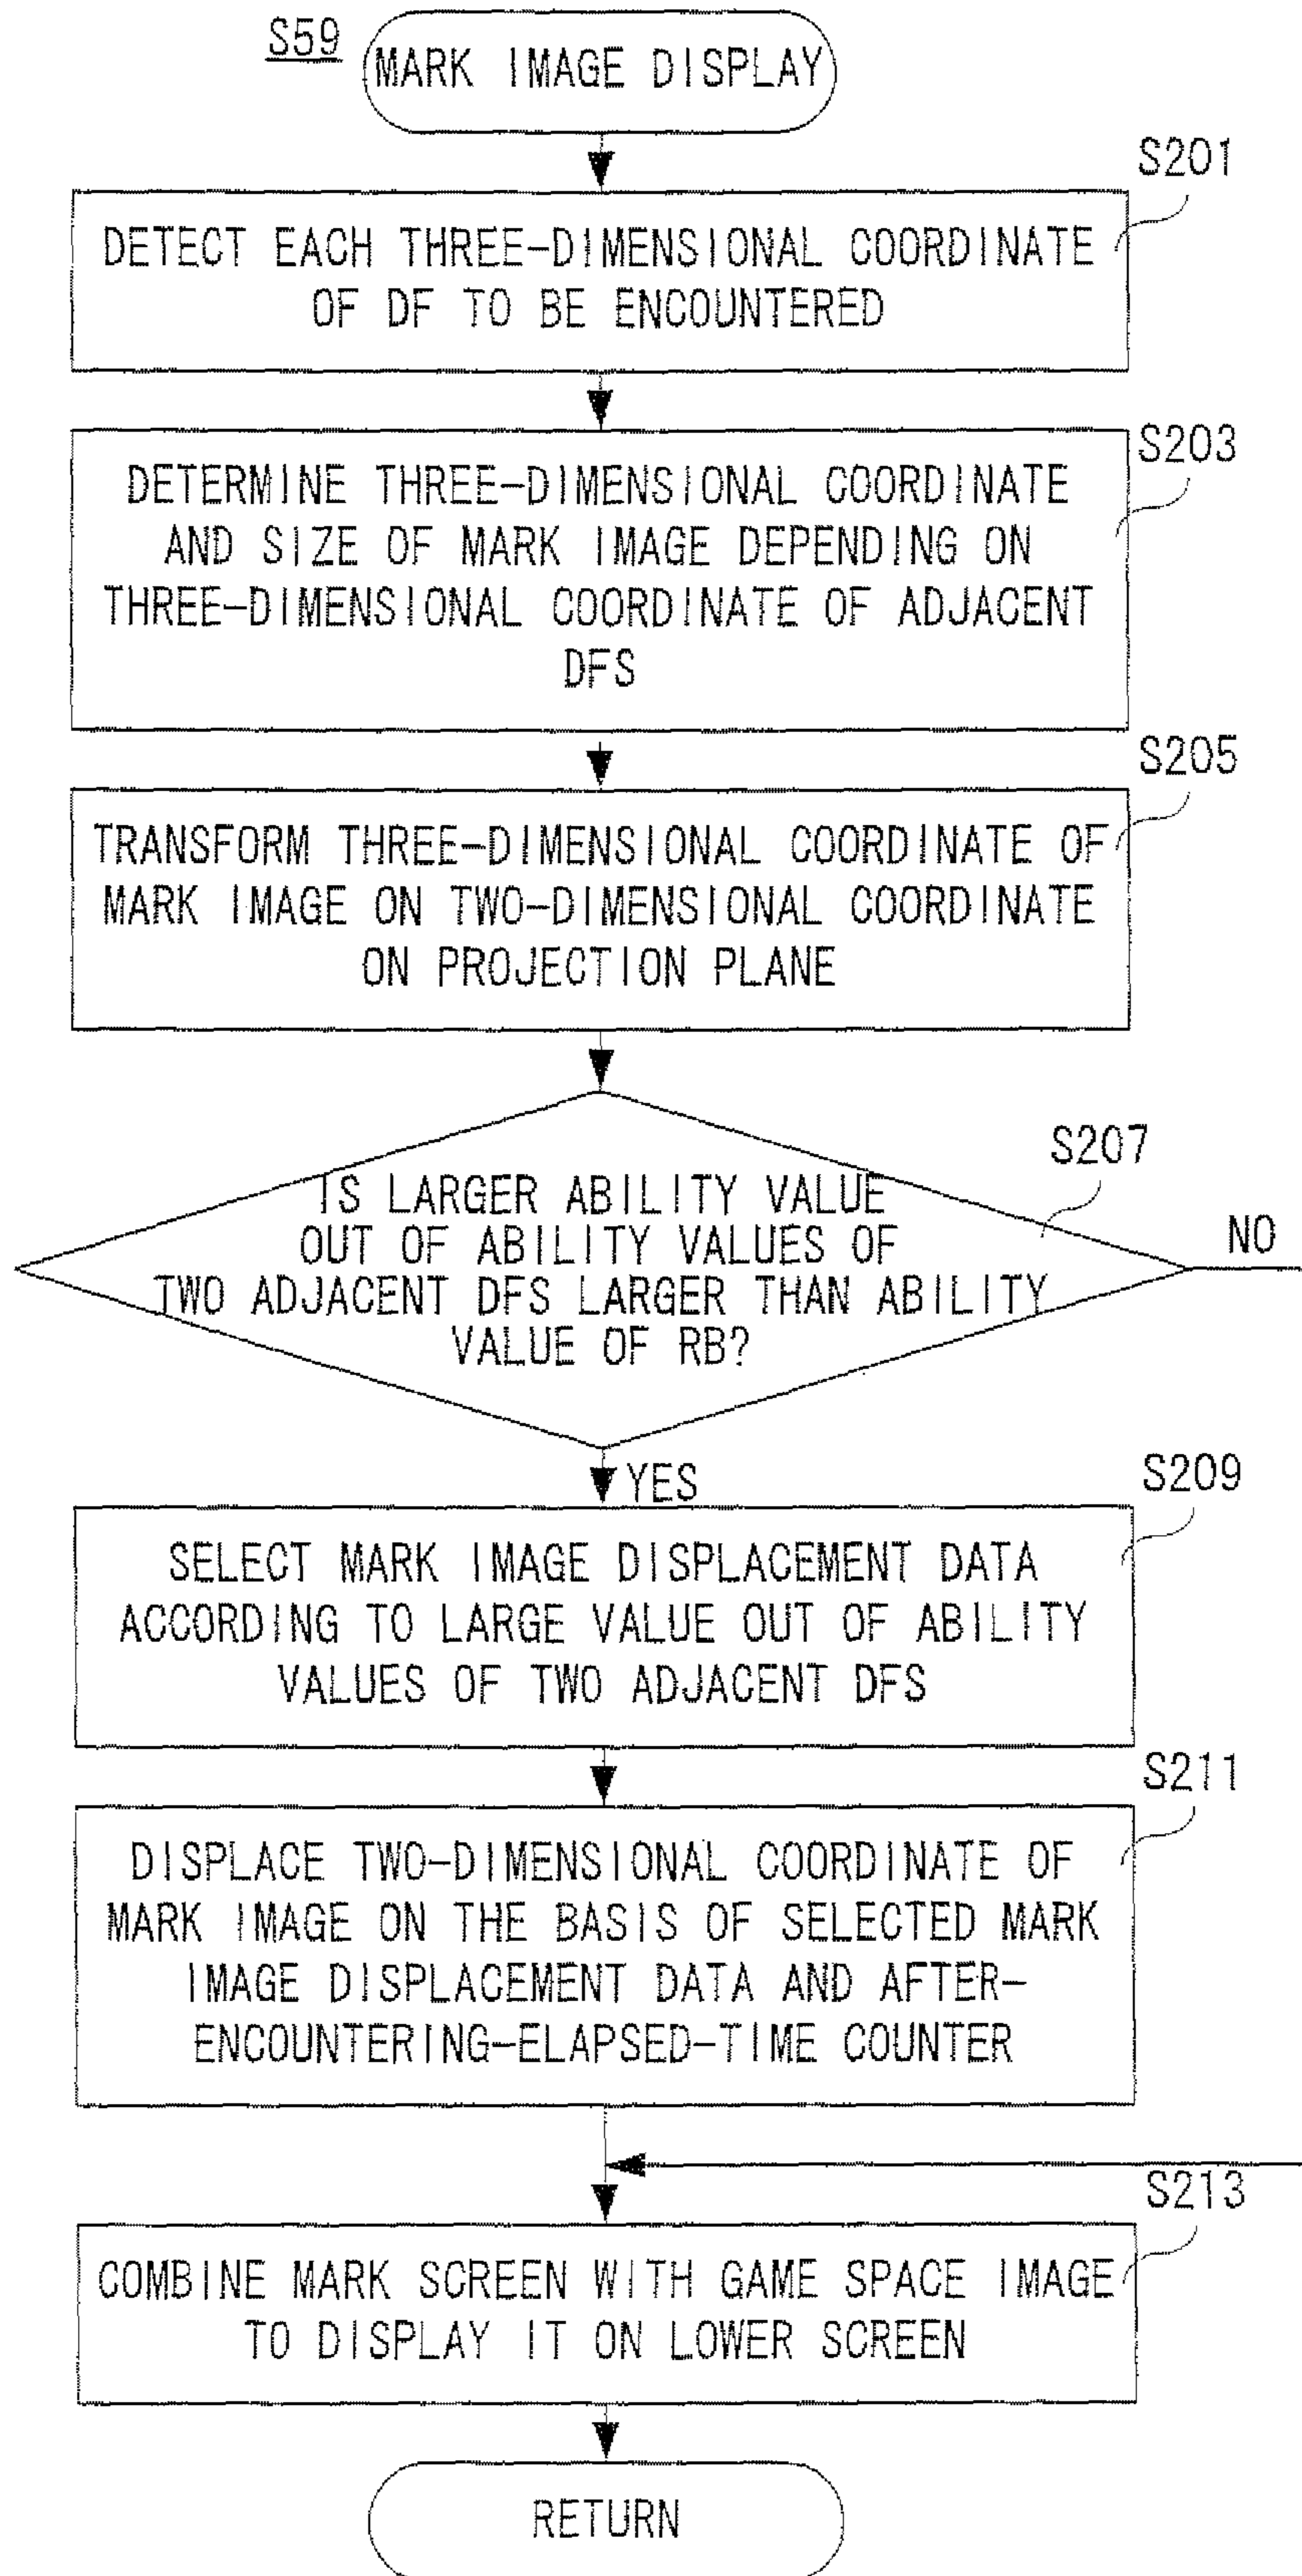 S59
MARK IMAGE DISPLAY
S201
DETECT EACH THREE-DIMENSIONAL COORDINATE
OF DF TO BE ENCOUNTERED
S203
DETERMINE THREE-DIMENSIONAL COORDINATE
AND SIZE OF MARK IMAGE DEPENDING ON
THREE-DIMENSIONAL COORDINATE OF ADJACENT
DFS
S205
TRANSFORM THREE-DIMENSIONAL COORDINATE OF
MARK IMAGE ON TWO-DIMENSIONAL COORDINATE
ON PROJECTION PLANE
S207
IS LARGER ABILITY VALUE
OUT OF ABILITY VALUES OF
TWO ADJACENT DFS LARGER THAN ABILITY
VALUE OF RB?
NO
YES
S209
SELECT MARK IMAGE DISPLACEMENT DATA
ACCORDING TO LARGE VALUE OUT OF ABILITY
VALUES OF TWO ADJACENT DFS
S211
DISPLACE TWO-DIMENSIONAL COORDINATE OF
MARK IMAGE ON THE BASIS OF SELECTED MARK
IMAGE DISPLACEMENT DATA AND AFTER-
ENCOUNTERING-ELAPSED-TIME COUNTER
S213
COMBINE MARK SCREEN WITH GAME SPACE IMAGE
TO DISPLAY IT ON LOWER SCREEN
RETURN